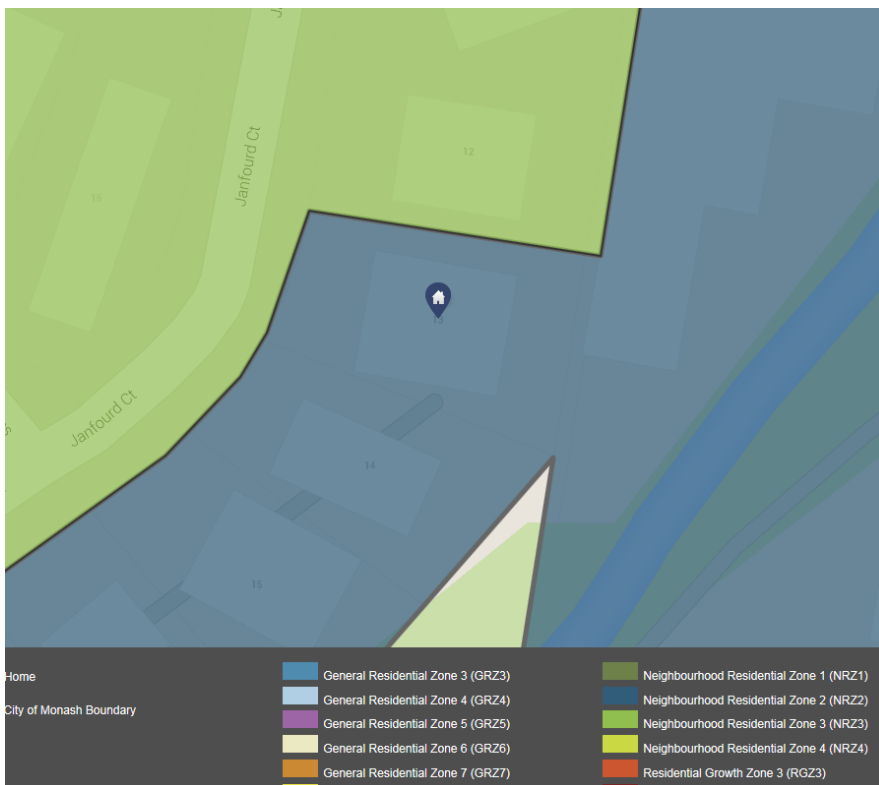 Janfourd Ct
12
19
13
Janfourd Ct
14
15
Home
City of Monash Boundary
General Residential Zone 3 (GRZ3)
General Residential Zone 4 (GRZ4)
General Residential Zone 5 (GRZ5)
General Residential Zone 6 (GRZ6)
General Residential Zone 7 (GRZ7)
Neighbourhood Residential Zone 1 (NRZ1)
Neighbourhood Residential Zone 2 (NRZ2)
Neighbourhood Residential Zone 3 (NRZ3)
Neighbourhood Residential Zone 4 (NRZ4)
Residential Growth Zone 3 (RGZ3)